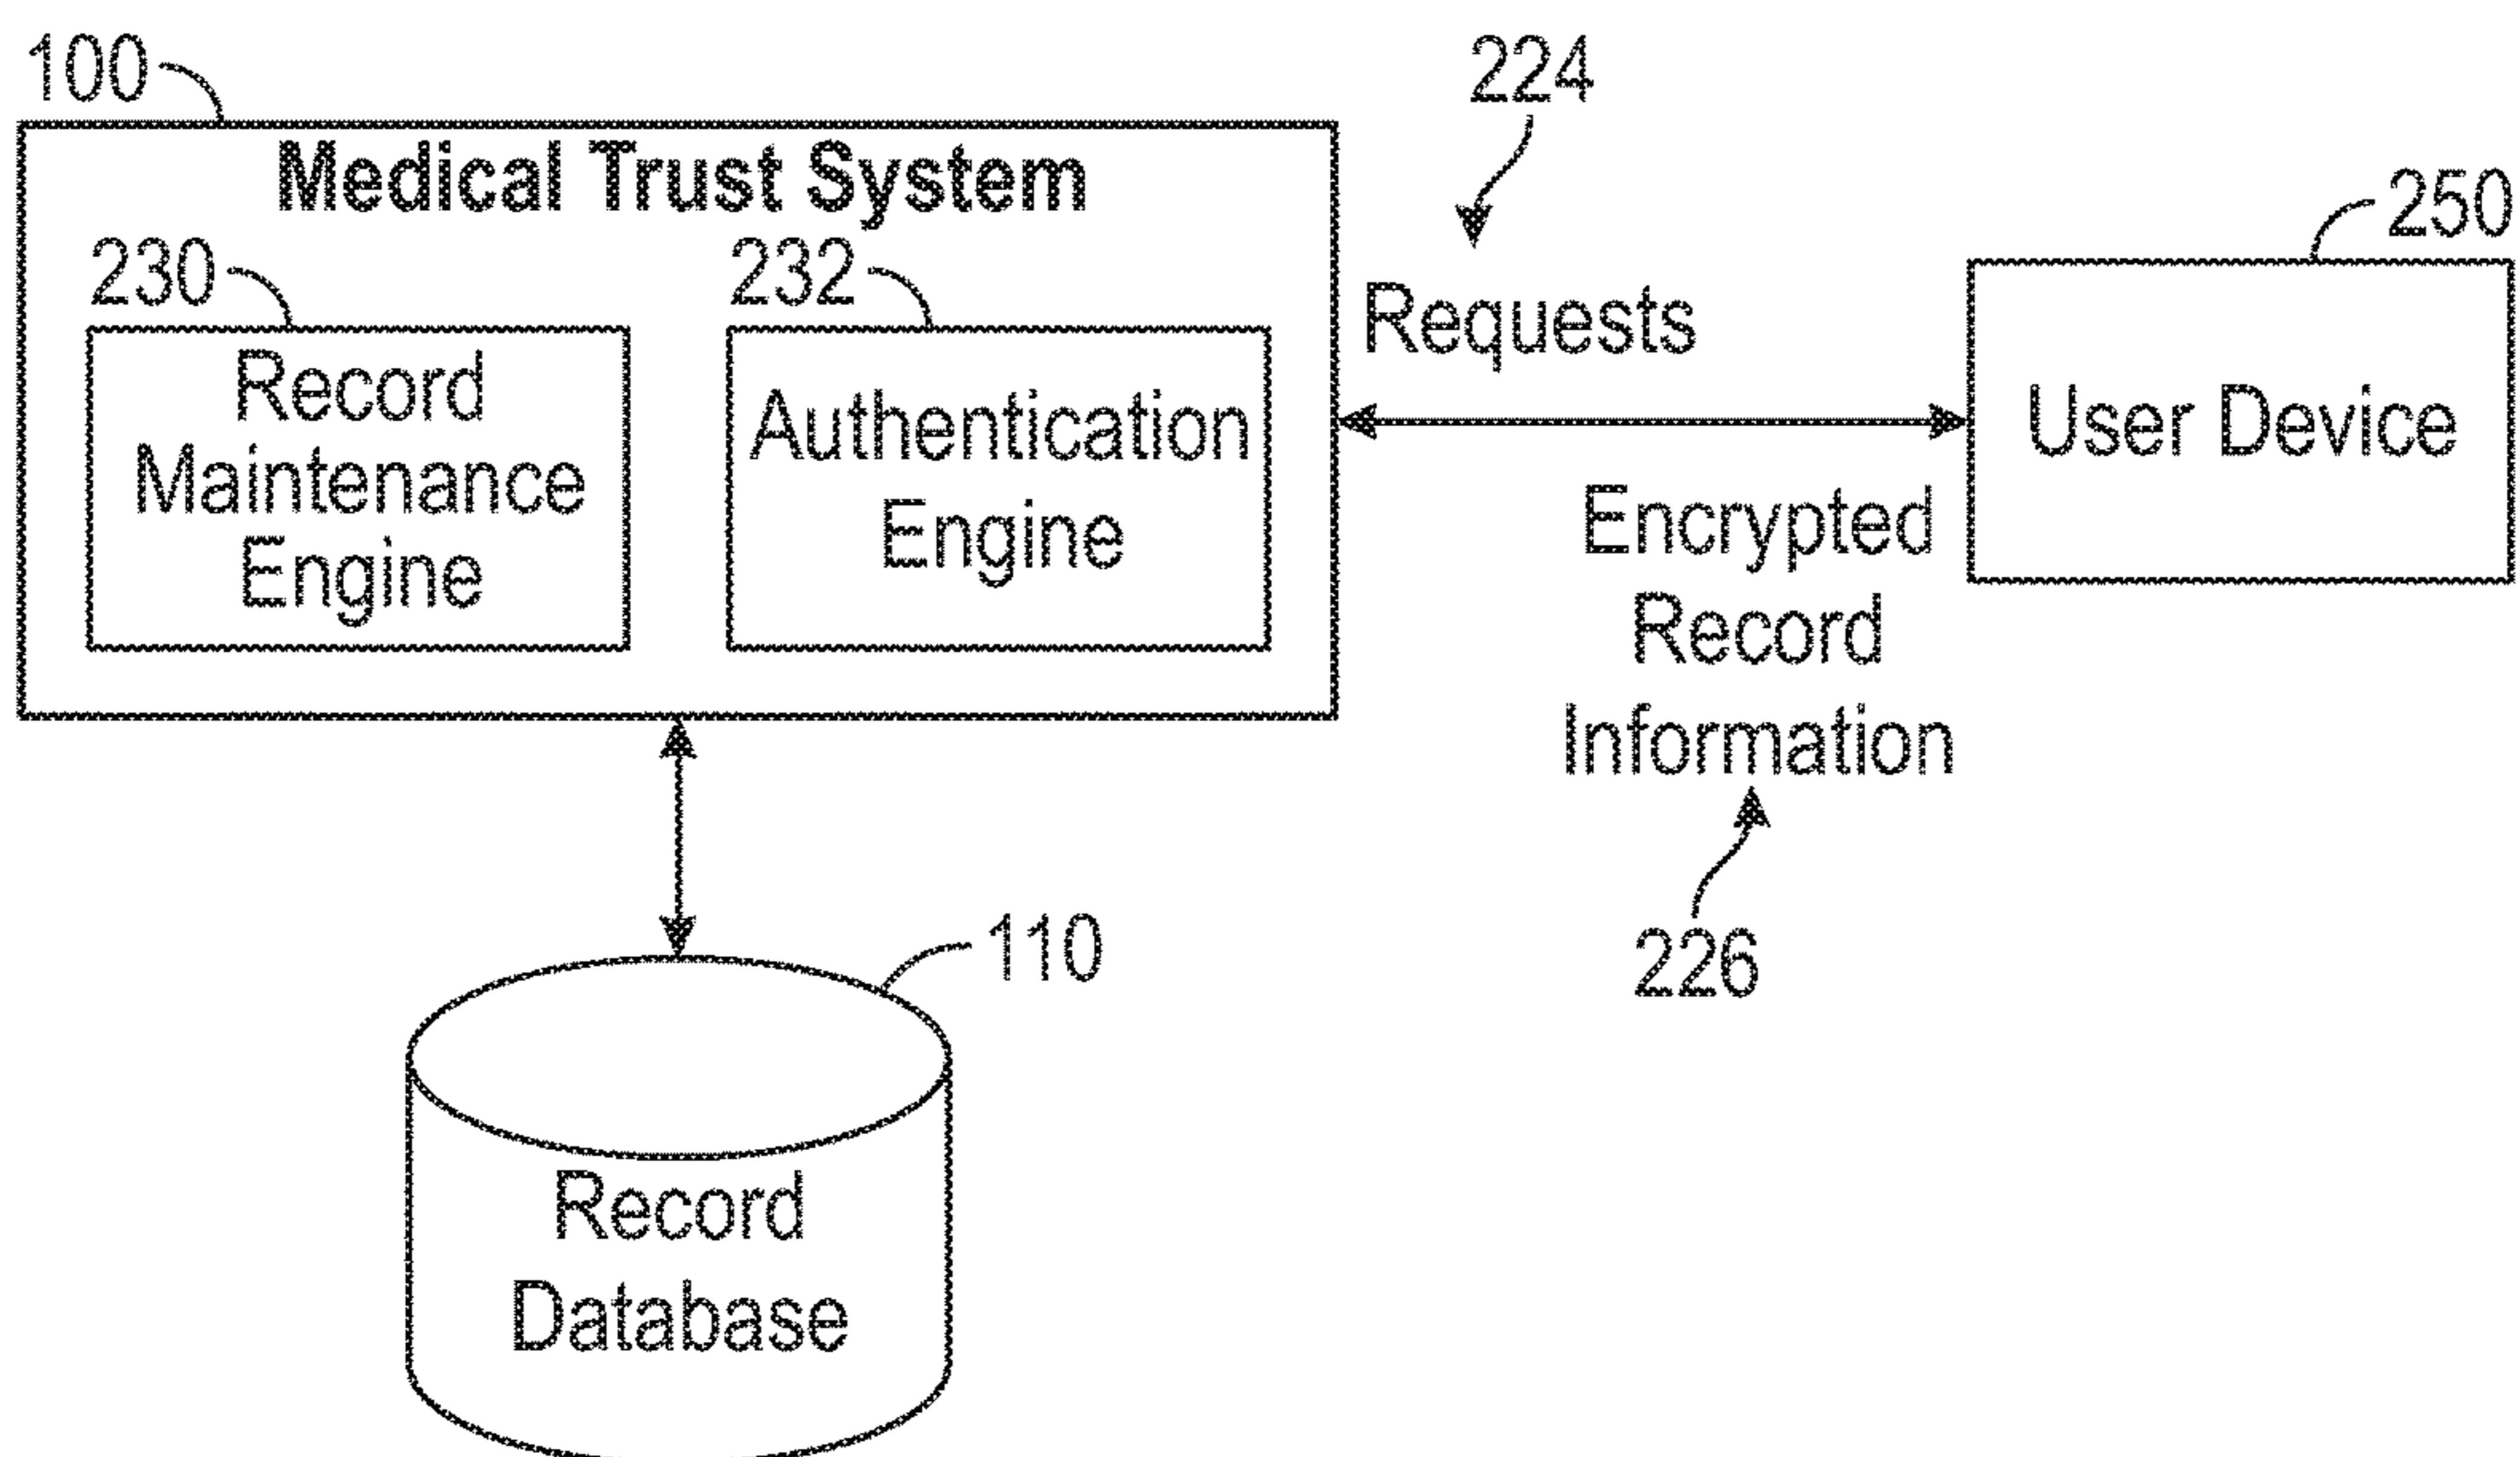 100
Medical Trust System
230
Record
Maintenance
Engine
232
Authentication
Engine
224
Requests
250
User Device
Encrypted
Record
Information
226
110
Record
Database